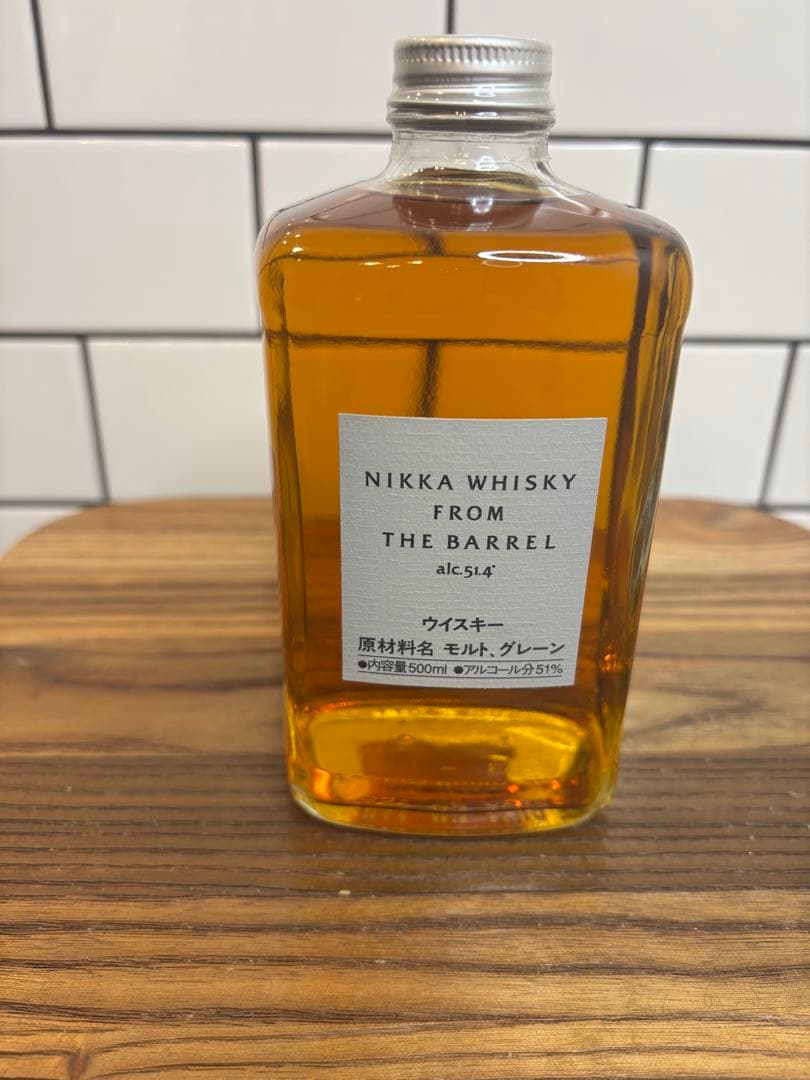 NIKKA WHISKY
FROM
THE BARREL
alc.51.4°
ウイスキー
原材料名 モルト、グレーン
●内容量500ml ●アルコール分51%